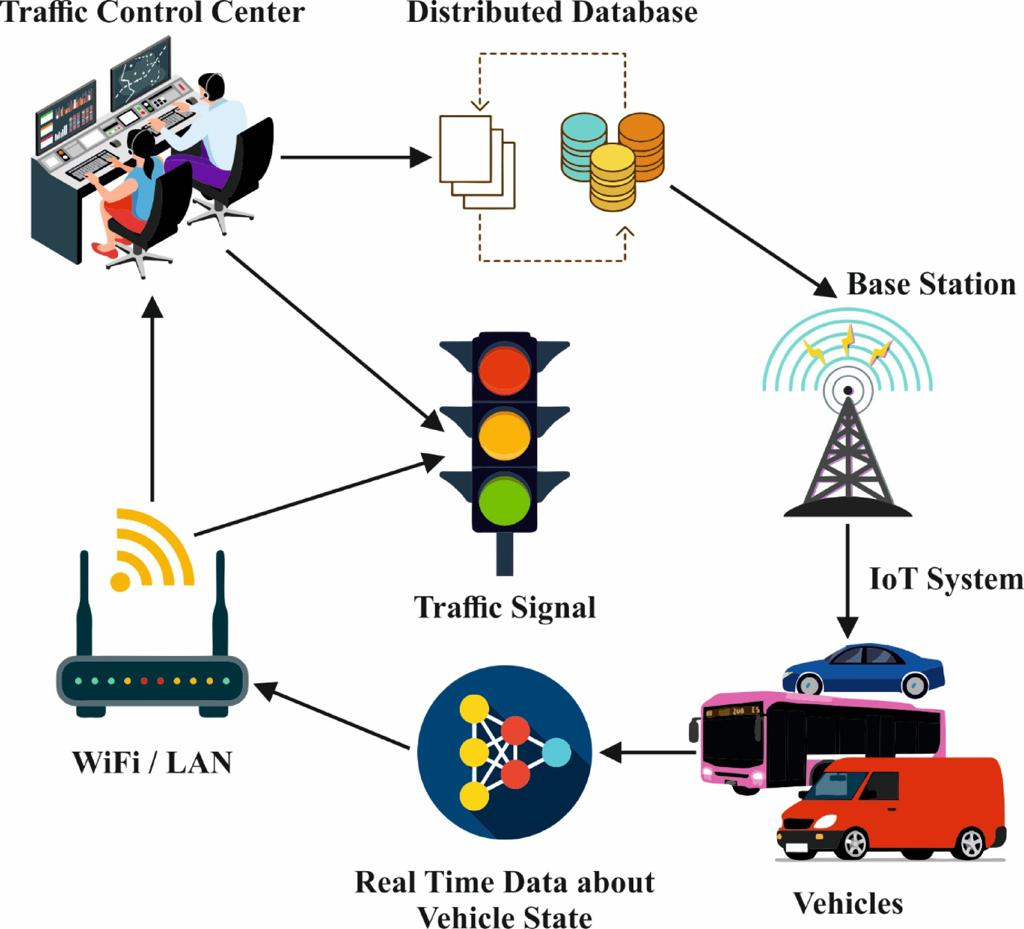 Traffic Control Center
Distributed Database
Base Station
IoT System
Traffic Signal
WiFi / LAN
Real Time Data about
Vehicle State
Vehicles